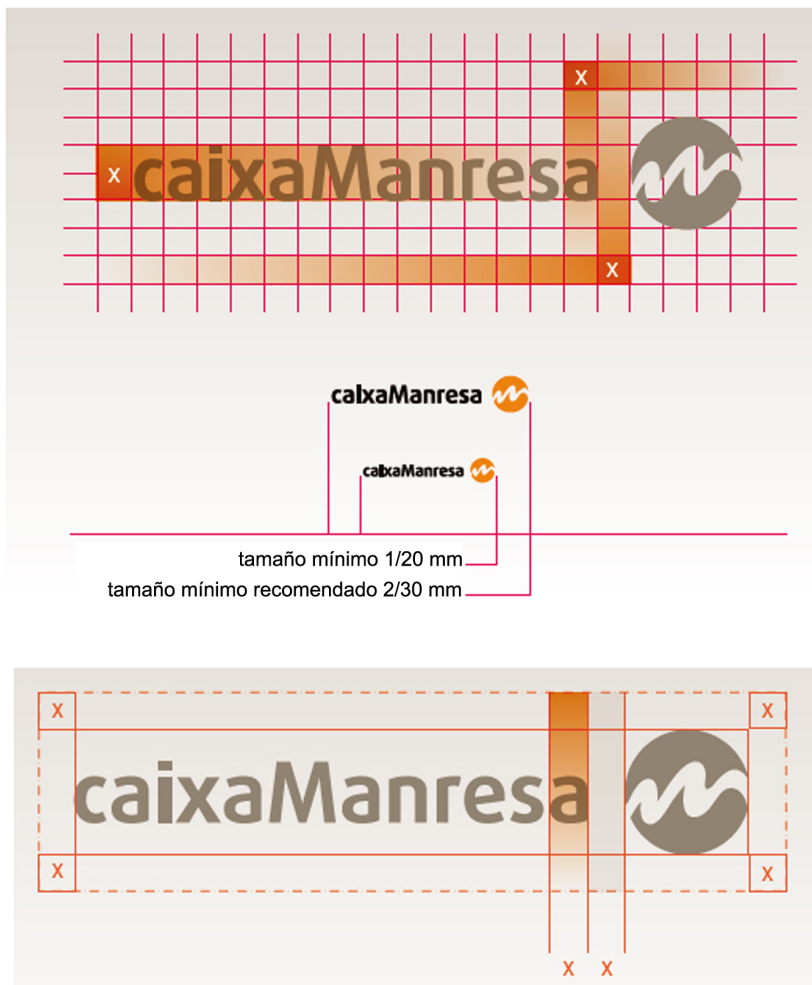 X
X caixaManresa
X
caixaManresa
caixaManresa
tamaño mínimo 1/20 mm
tamaño mínimo recomendado 2/30 mm
X X
caixaManresa
X X
X X